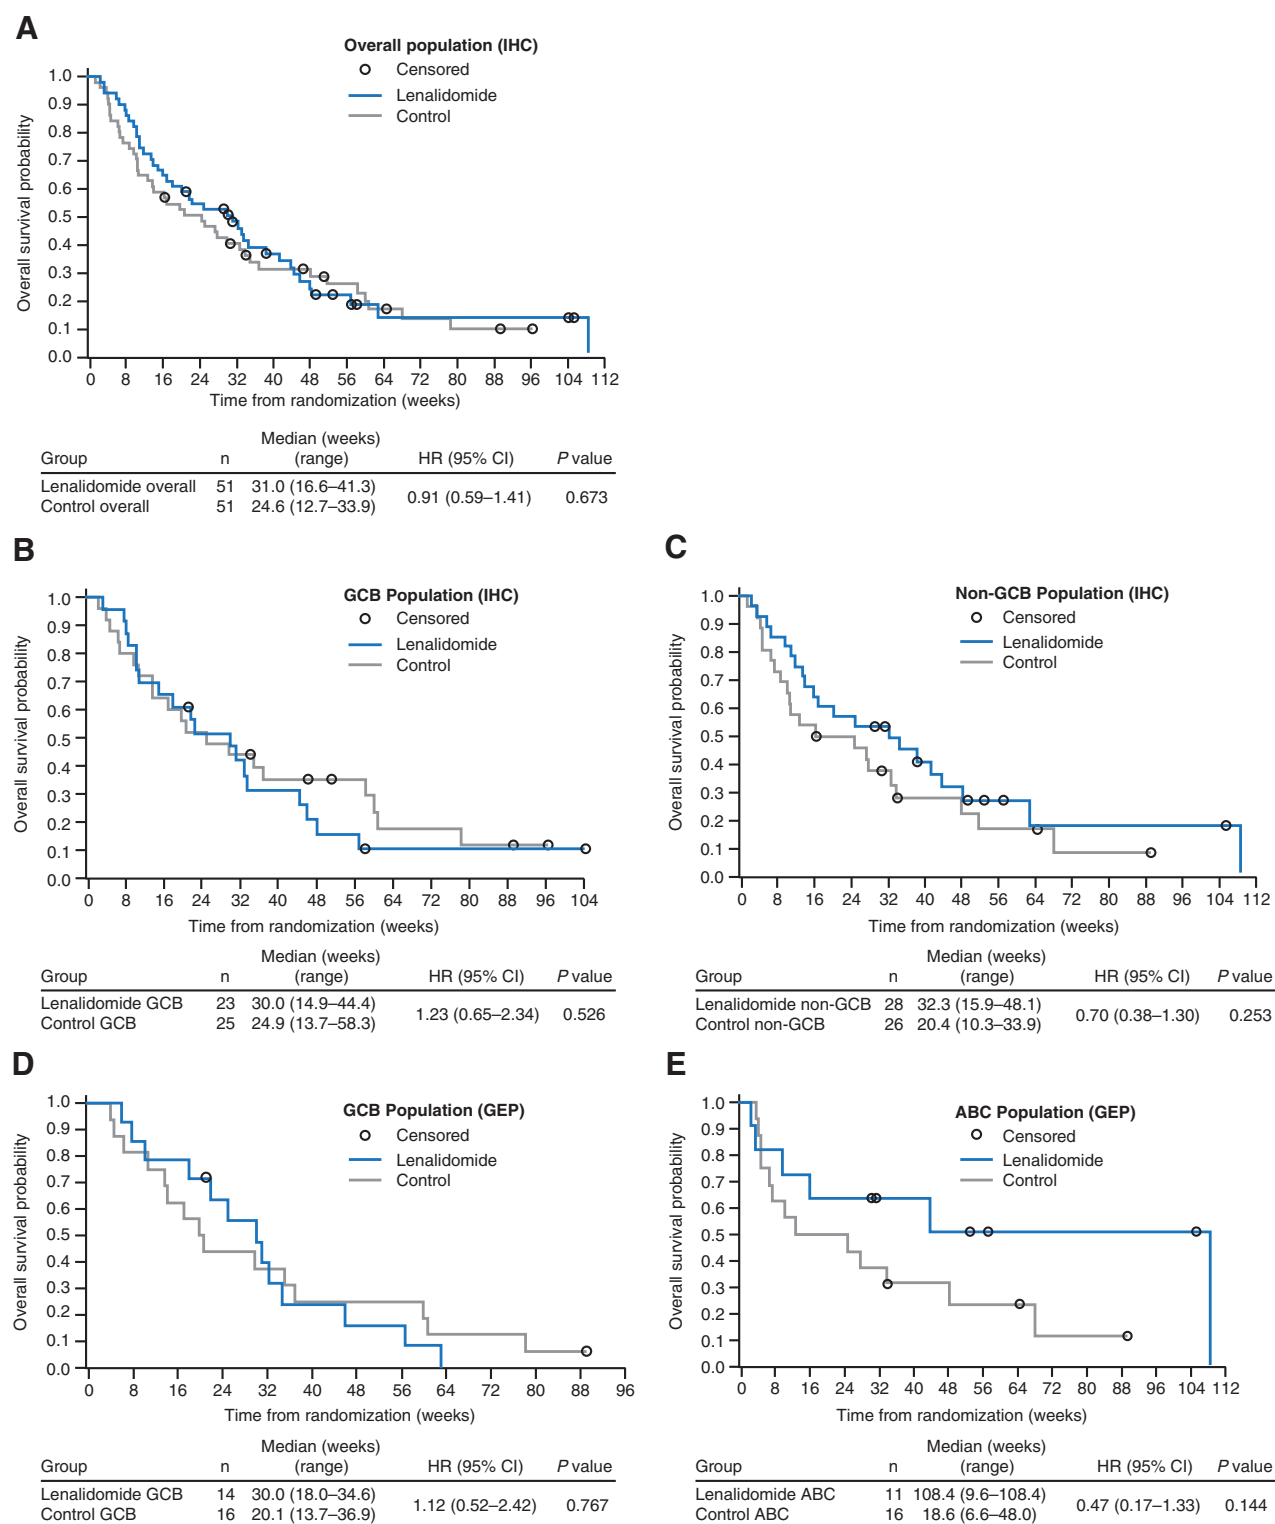 A
Overall population (IHC)
Censored
Lenalidomide
Control
Overall survival probability
1.0
0.9
0.8
0.7
0.6
0.5
0.4
0.3
0.2
0.1
0.0
0 8 16 24 32 40 48 56 64 72 80 88 96 104 112
Time from randomization (weeks)
Median (weeks)
Group n (range) HR (95% CI) P value
Lenalidomide overall 51 31.0 (16.6–41.3)
0.91 (0.59–1.41) 0.673
Control overall 51 24.6 (12.7–33.9)
B
GCB Population (IHC)
Censored
Lenalidomide
Control
Overall survival probability
1.0
0.9
0.8
0.7
0.6
0.5
0.4
0.3
0.2
0.1
0.0
0 8 16 24 32 40 48 56 64 72 80 88 96 104
Time from randomization (weeks)
Median (weeks)
Group n (range) HR (95% CI) P value
Lenalidomide GCB 23 30.0 (14.9–44.4)
1.23 (0.65–2.34) 0.526
Control GCB 25 24.9 (13.7–58.3)
C
Non-GCB Population (IHC)
Censored
Lenalidomide
Control
Overall survival probability
1.0
0.9
0.8
0.7
0.6
0.5
0.4
0.3
0.2
0.1
0.0
0 8 16 24 32 40 48 56 64 72 80 88 96 104 112
Time from randomization (weeks)
Median (weeks)
Group n (range) HR (95% CI) P value
Lenalidomide non-GCB 28 32.3 (15.9–48.1)
0.70 (0.38–1.30) 0.253
Control non-GCB 26 20.4 (10.3–33.9)
D
GCB Population (GEP)
Censored
Lenalidomide
Control
Overall survival probability
1.0
0.9
0.8
0.7
0.6
0.5
0.4
0.3
0.2
0.1
0.0
0 8 16 24 32 40 48 56 64 72 80 88 96
Time from randomization (weeks)
Median (weeks)
Group n (range) HR (95% CI) P value
Lenalidomide GCB 14 30.0 (18.0–34.6)
1.12 (0.52–2.42) 0.767
Control GCB 16 20.1 (13.7–36.9)
E
ABC Population (GEP)
Censored
Lenalidomide
Control
Overall survival probability
1.0
0.9
0.8
0.7
0.6
0.5
0.4
0.3
0.2
0.1
0.0
0 8 16 24 32 40 48 56 64 72 80 88 96 104 112
Time from randomization (weeks)
Median (weeks)
Group n (range) HR (95% CI) P value
Lenalidomide ABC 11 108.4 (9.6–108.4)
0.47 (0.17–1.33) 0.144
Control ABC 16 18.6 (6.6–48.0)